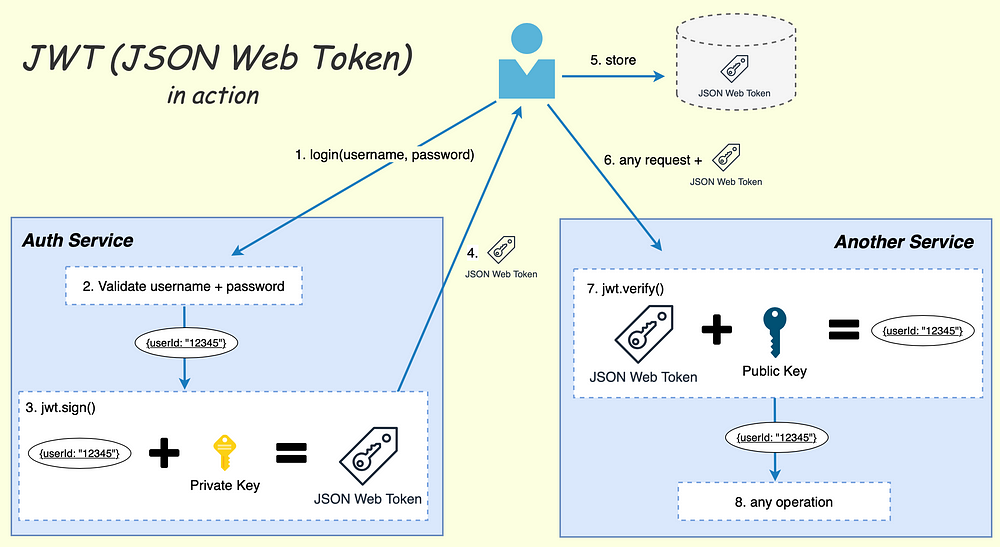 JWT (JSON Web Token)
in action
5. store
JSON Web Token
1. login(username, password)
6. any request +
JSON Web Token
4.
JSON Web Token
Auth Service
2. Validate username + password
{userId: "12345"}
3. jwt.sign()
{userId: "12345"}
Private Key
JSON Web Token
Another Service
7. jwt.verify()
{userId: "12345"}
JSON Web Token
Public Key
{userId: "12345"}
8. any operation